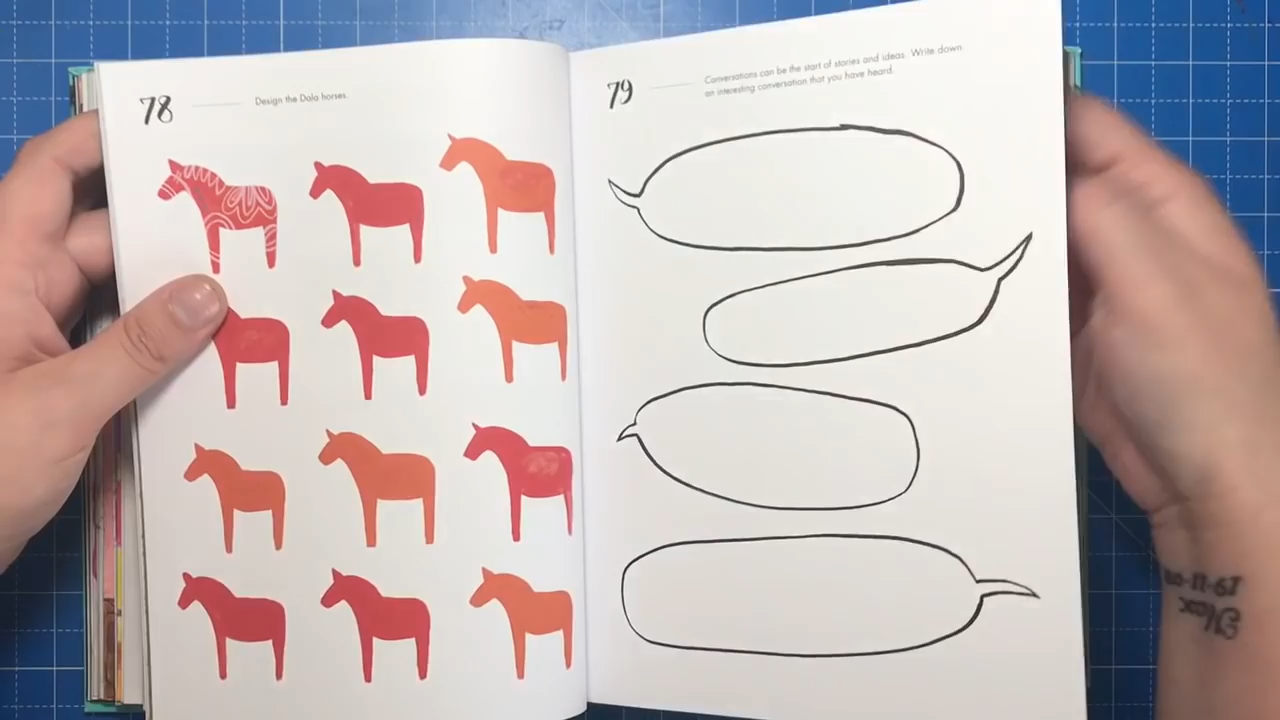 78
Design the Dala horses.
79
Conversations can be the start of stories and ideas. Write down
an interesting conversation that you have heard.
Max